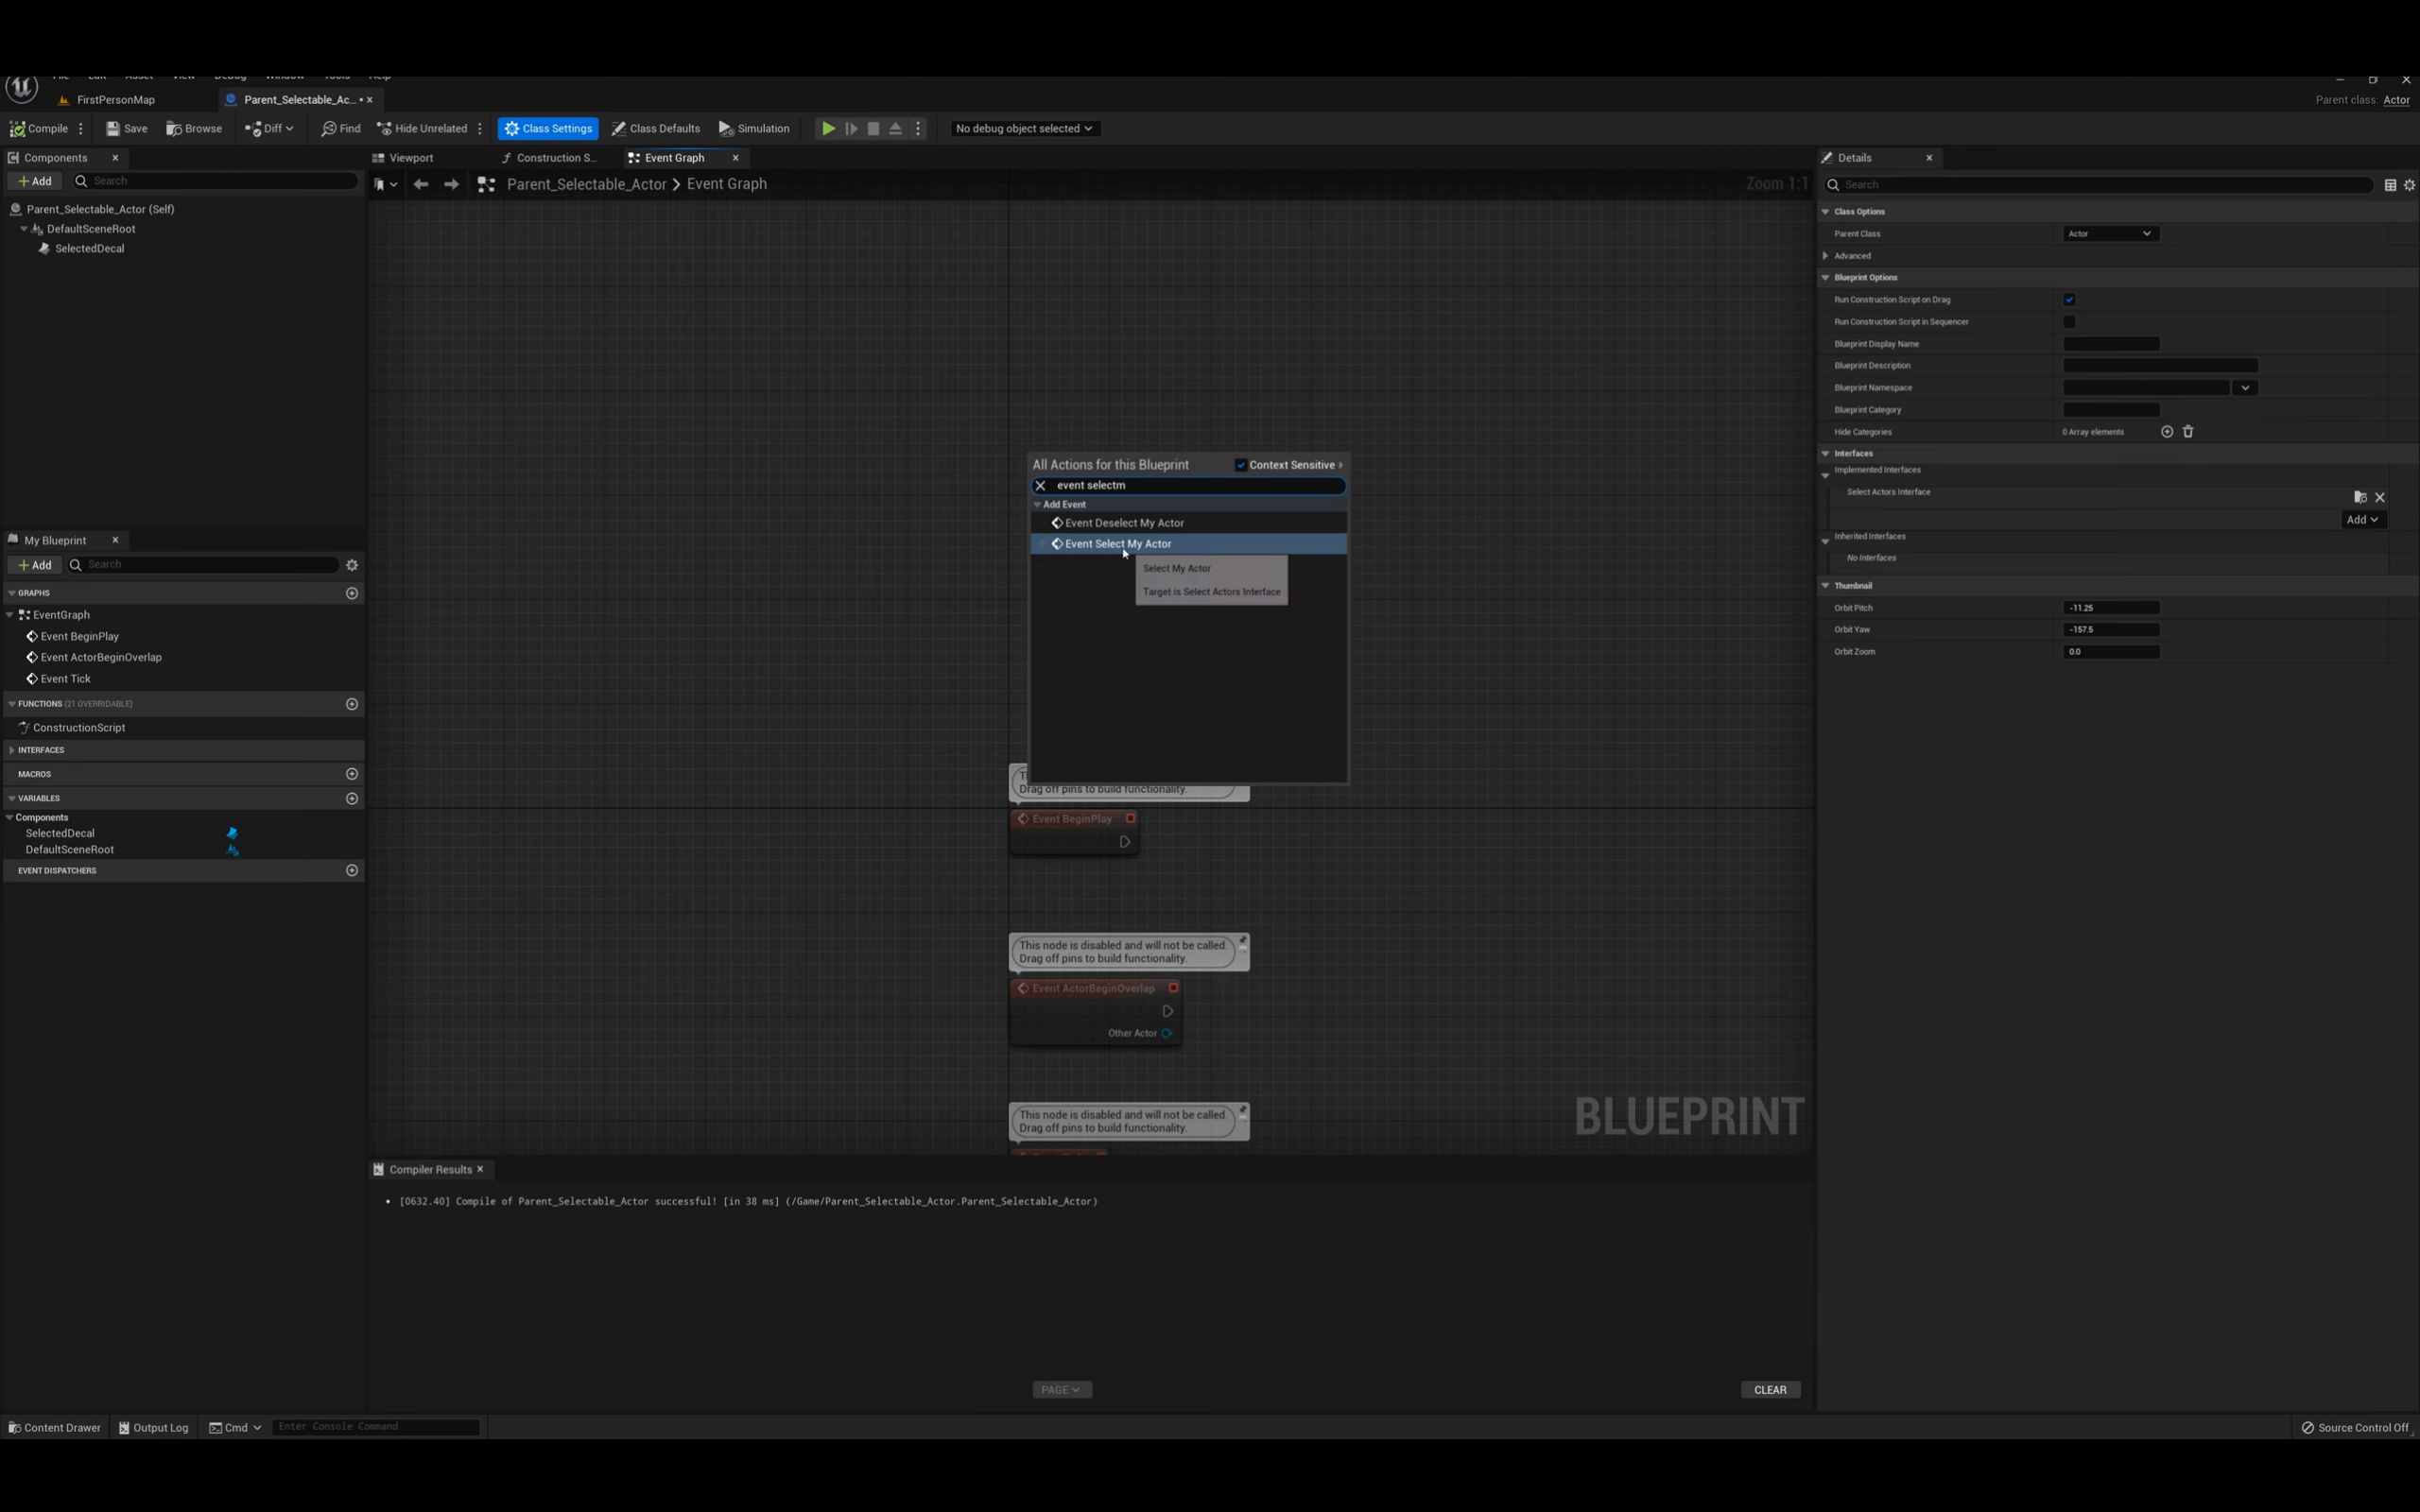 File Edit Asset View Debug Window Tools Help
FirstPersonMap
Parent_Selectable_Ac... •
Parent class: Actor
Compile
Save
Browse
Diff
Find
Hide Unrelated
Class Settings
Class Defaults
Simulation
No debug object selected
Components
Add
Search
Parent_Selectable_Actor (Self)
DefaultSceneRoot
SelectedDecal
My Blueprint
Add
Search
GRAPHS
EventGraph
Event BeginPlay
Event ActorBeginOverlap
Event Tick
FUNCTIONS (21 OVERRIDABLE)
ConstructionScript
INTERFACES
MACROS
VARIABLES
Components
SelectedDecal
DefaultSceneRoot
EVENT DISPATCHERS
Viewport
Construction S...
Event Graph
Parent_Selectable_Actor > Event Graph
Zoom 1:1
All Actions for this Blueprint
Context Sensitive
event selectm
Add Event
Event Deselect My Actor
Event Select My Actor
Select My Actor
Target is Select Actors Interface
Drag off pins to build functionality.
Event BeginPlay
This node is disabled and will not be called.
Drag off pins to build functionality.
Event ActorBeginOverlap
Other Actor
This node is disabled and will not be called.
Drag off pins to build functionality.
BLUEPRINT
Compiler Results
• [0632.40] Compile of Parent_Selectable_Actor successful! [in 38 ms] (/Game/Parent_Selectable_Actor.Parent_Selectable_Actor)
PAGE
CLEAR
Details
Search
Class Options
Parent Class
Actor
Advanced
Blueprint Options
Run Construction Script on Drag
Run Construction Script in Sequencer
Blueprint Display Name
Blueprint Description
Blueprint Namespace
Blueprint Category
Hide Categories
0 Array elements
Interfaces
Implemented Interfaces
Select Actors Interface
Add
Inherited Interfaces
No Interfaces
Thumbnail
Orbit Pitch
-11.25
Orbit Yaw
-157.5
Orbit Zoom
0.0
Content Drawer
Output Log
Cmd
Enter Console Command
Source Control Off